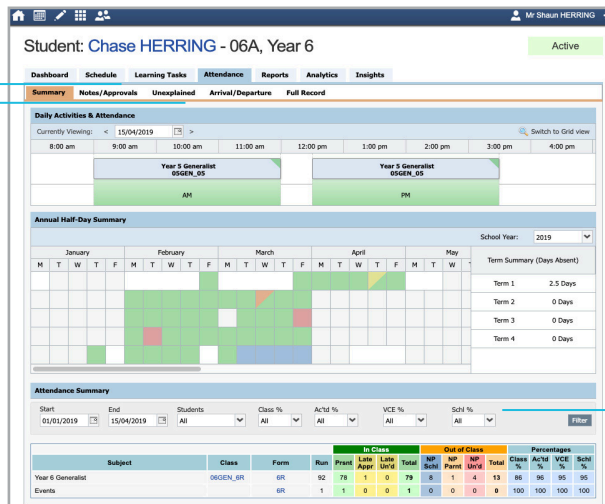 Mr Shaun HERRING
Student: Chase HERRING - 06A, Year 6
Active
Dashboard Schedule Learning Tasks Attendance Reports Analytics Insights
Summary Notes/Approvals Unexplained Arrival/Departure Full Record
Daily Activities & Attendance
Currently Viewing: < 15/04/2019 > Switch to Grid view
8:00 am 9:00 am 10:00 am 11:00 am 12:00 pm 1:00 pm 2:00 pm 3:00 pm 4:00 pm
Year 5 Generalist Year 5 Generalist
05GEN_05 05GEN_05
AM PM
Annual Half-Day Summary
School Year: 2019
January February March April May
M T W T F M T W T F M T W T F M T W T F M T W T
Term Summary (Days Absent)
Term 1 2.5 Days
Term 2 0 Days
Term 3 0 Days
Term 4 0 Days
Attendance Summary
Start End Students Class % Ac'td % VCE % Schl %
01/01/2019 15/04/2019 All All All All All Filter
In Class Out of Class Percentages
Subject Class Form Run Prsnt Late Appr Late Un'd Total NP Schl NP Parnt NP Un'd Total Class % Ac'td % VCE % Schl %
Year 6 Generalist 06GEN_6R 6R 92 78 1 0 79 8 1 4 13 86 96 95 95
Events 6R 1 1 0 0 1 0 0 0 0 100 100 100 100